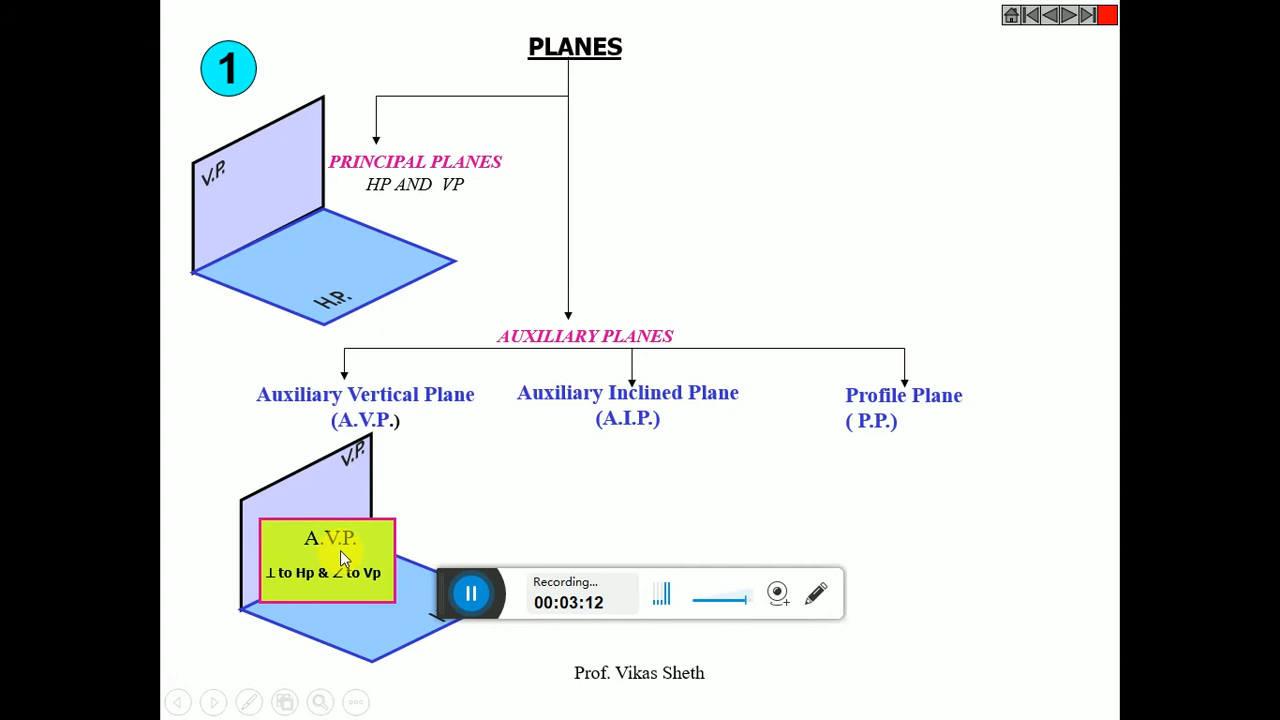 PLANES
1
V.P.
PRINCIPAL PLANES
HP AND VP
H.P.
AUXILIARY PLANES
Auxiliary Vertical Plane
(A.V.P.)
Auxiliary Inclined Plane
(A.I.P.)
Profile Plane
( P.P.)
V.P.
A.V.P.
⊥ to Hp & ∠ to Vp
Recording...
00:03:12
Prof. Vikas Sheth